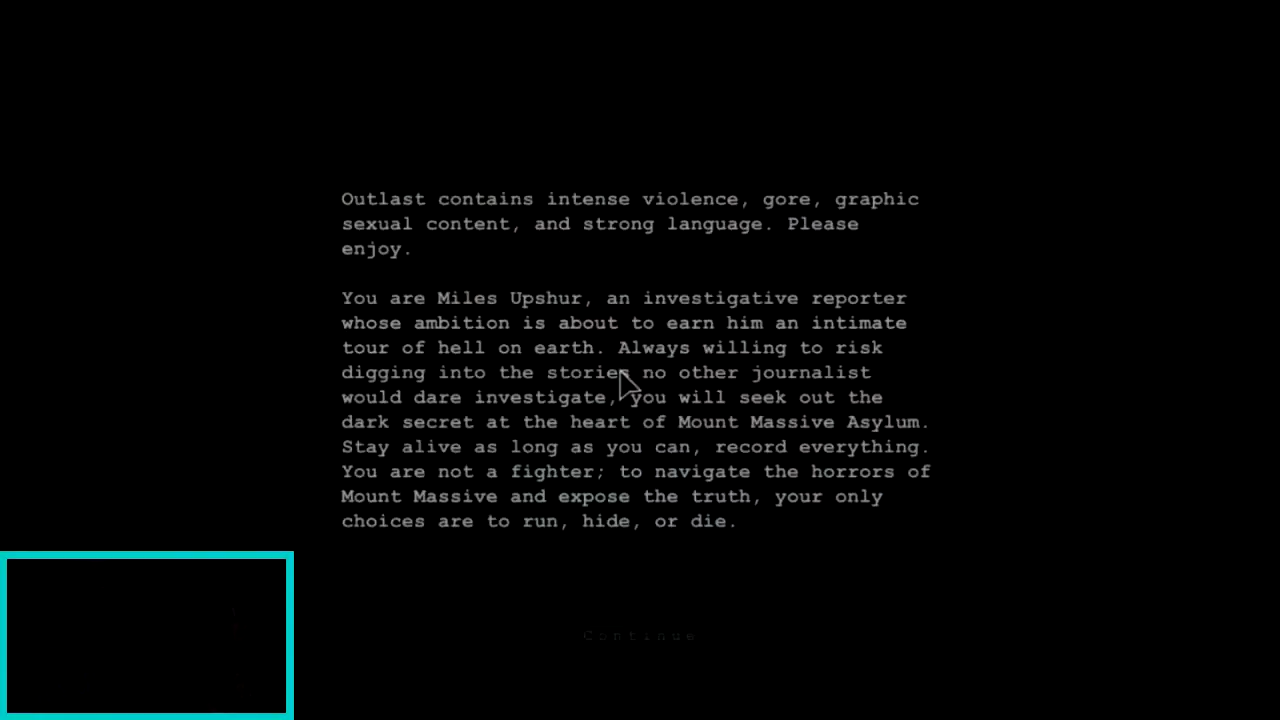 Outlast contains intense violence, gore, graphic
sexual content, and strong language. Please
enjoy.
You are Miles Upshur, an investigative reporter
whose ambition is about to earn him an intimate
tour of hell on earth. Always willing to risk
digging into the stories no other journalist
would dare investigate, you will seek out the
dark secret at the heart of Mount Massive Asylum.
Stay alive as long as you can, record everything.
You are not a fighter; to navigate the horrors of
Mount Massive and expose the truth, your only
choices are to run, hide, or die.
Continue